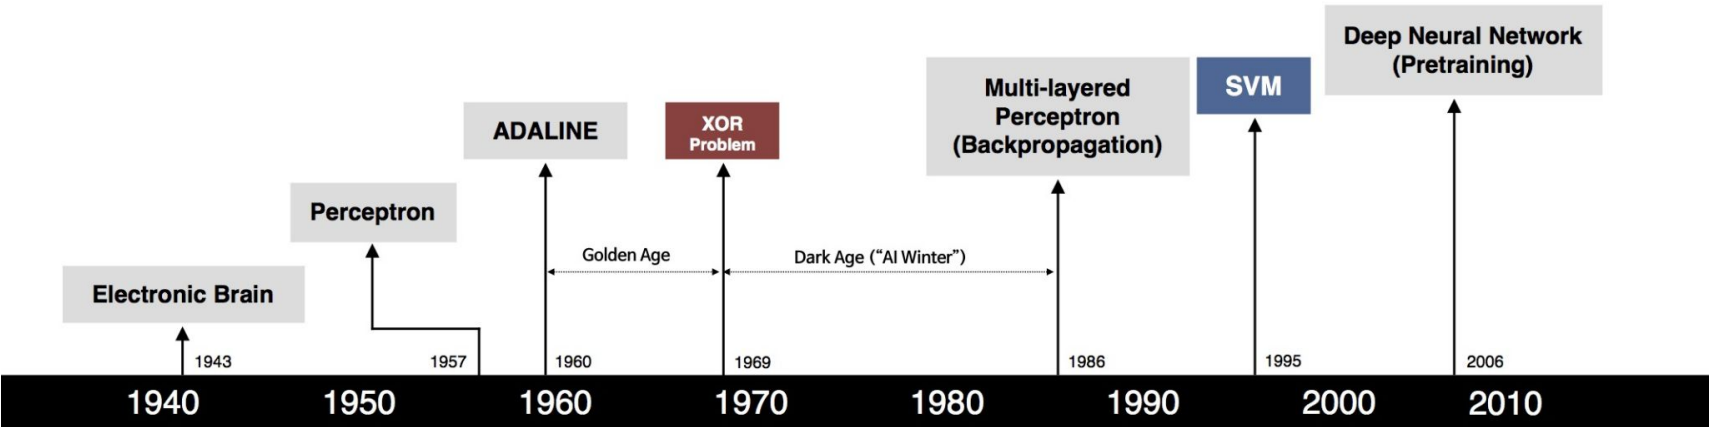 Electronic Brain
1943
Perceptron
1957
ADALINE
1960
Golden Age
XOR
Problem
1969
Dark Age (“AI Winter”)
Multi-layered
Perceptron
(Backpropagation)
1986
SVM
1995
Deep Neural Network
(Pretraining)
2006
1940 1950 1960 1970 1980 1990 2000 2010